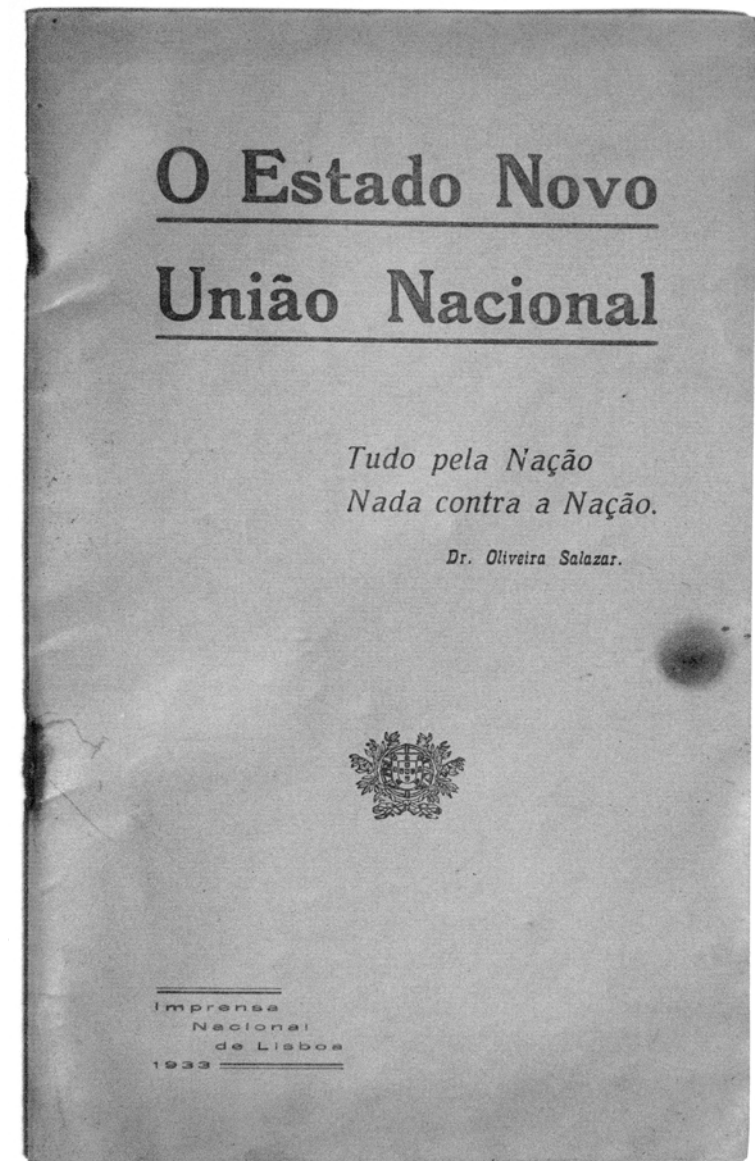 O Estado Novo
União Nacional
Tudo pela Nação
Nada contra a Nação.
Dr. Oliveira Salazar.
Imprensa
Nacional
de Lisboa
1933